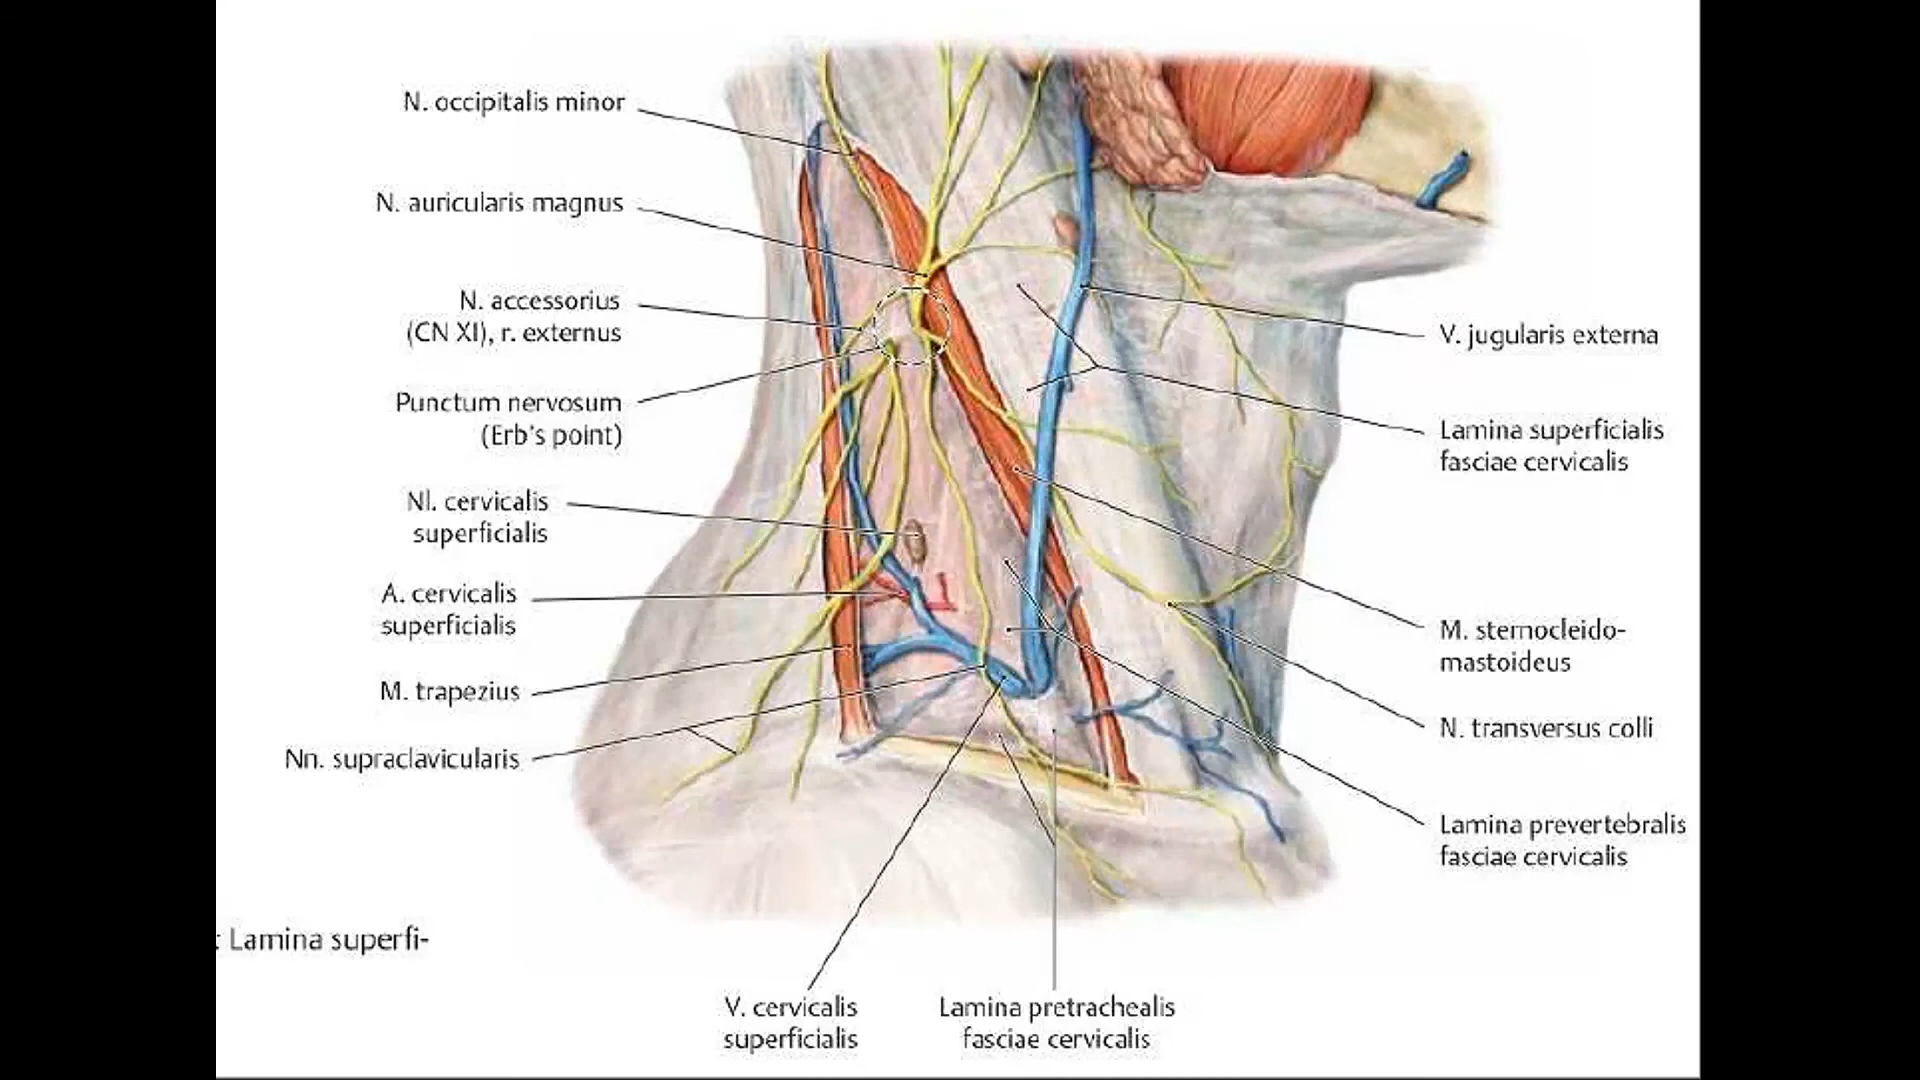 N. occipitalis minor
N. auricularis magnus
N. accessorius
(CN XI), r. externus
Punctum nervosum
(Erb's point)
Nl. cervicalis
superficialis
A. cervicalis
superficialis
M. trapezius
Nn. supraclavicularis
: Lamina superfi-
V. cervicalis
superficialis
Lamina pretrachealis
fasciae cervicalis
V. jugularis externa
Lamina superficialis
fasciae cervicalis
M. sternocleido-
mastoideus
N. transversus colli
Lamina prevertebralis
fasciae cervicalis